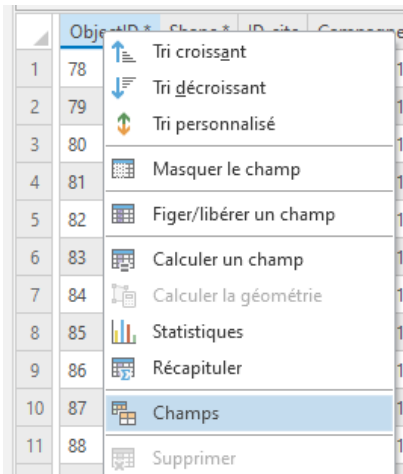 ObjectID * Shape * ID_site Campagne
1 78
2 79
3 80
4 81
5 82
6 83
7 84
8 85
9 86
10 87
11 88
Tri croissant
Tri décroissant
Tri personnalisé
Masquer le champ
Figer/libérer un champ
Calculer un champ
Calculer la géométrie
Statistiques
Récapituler
Champs
Supprimer